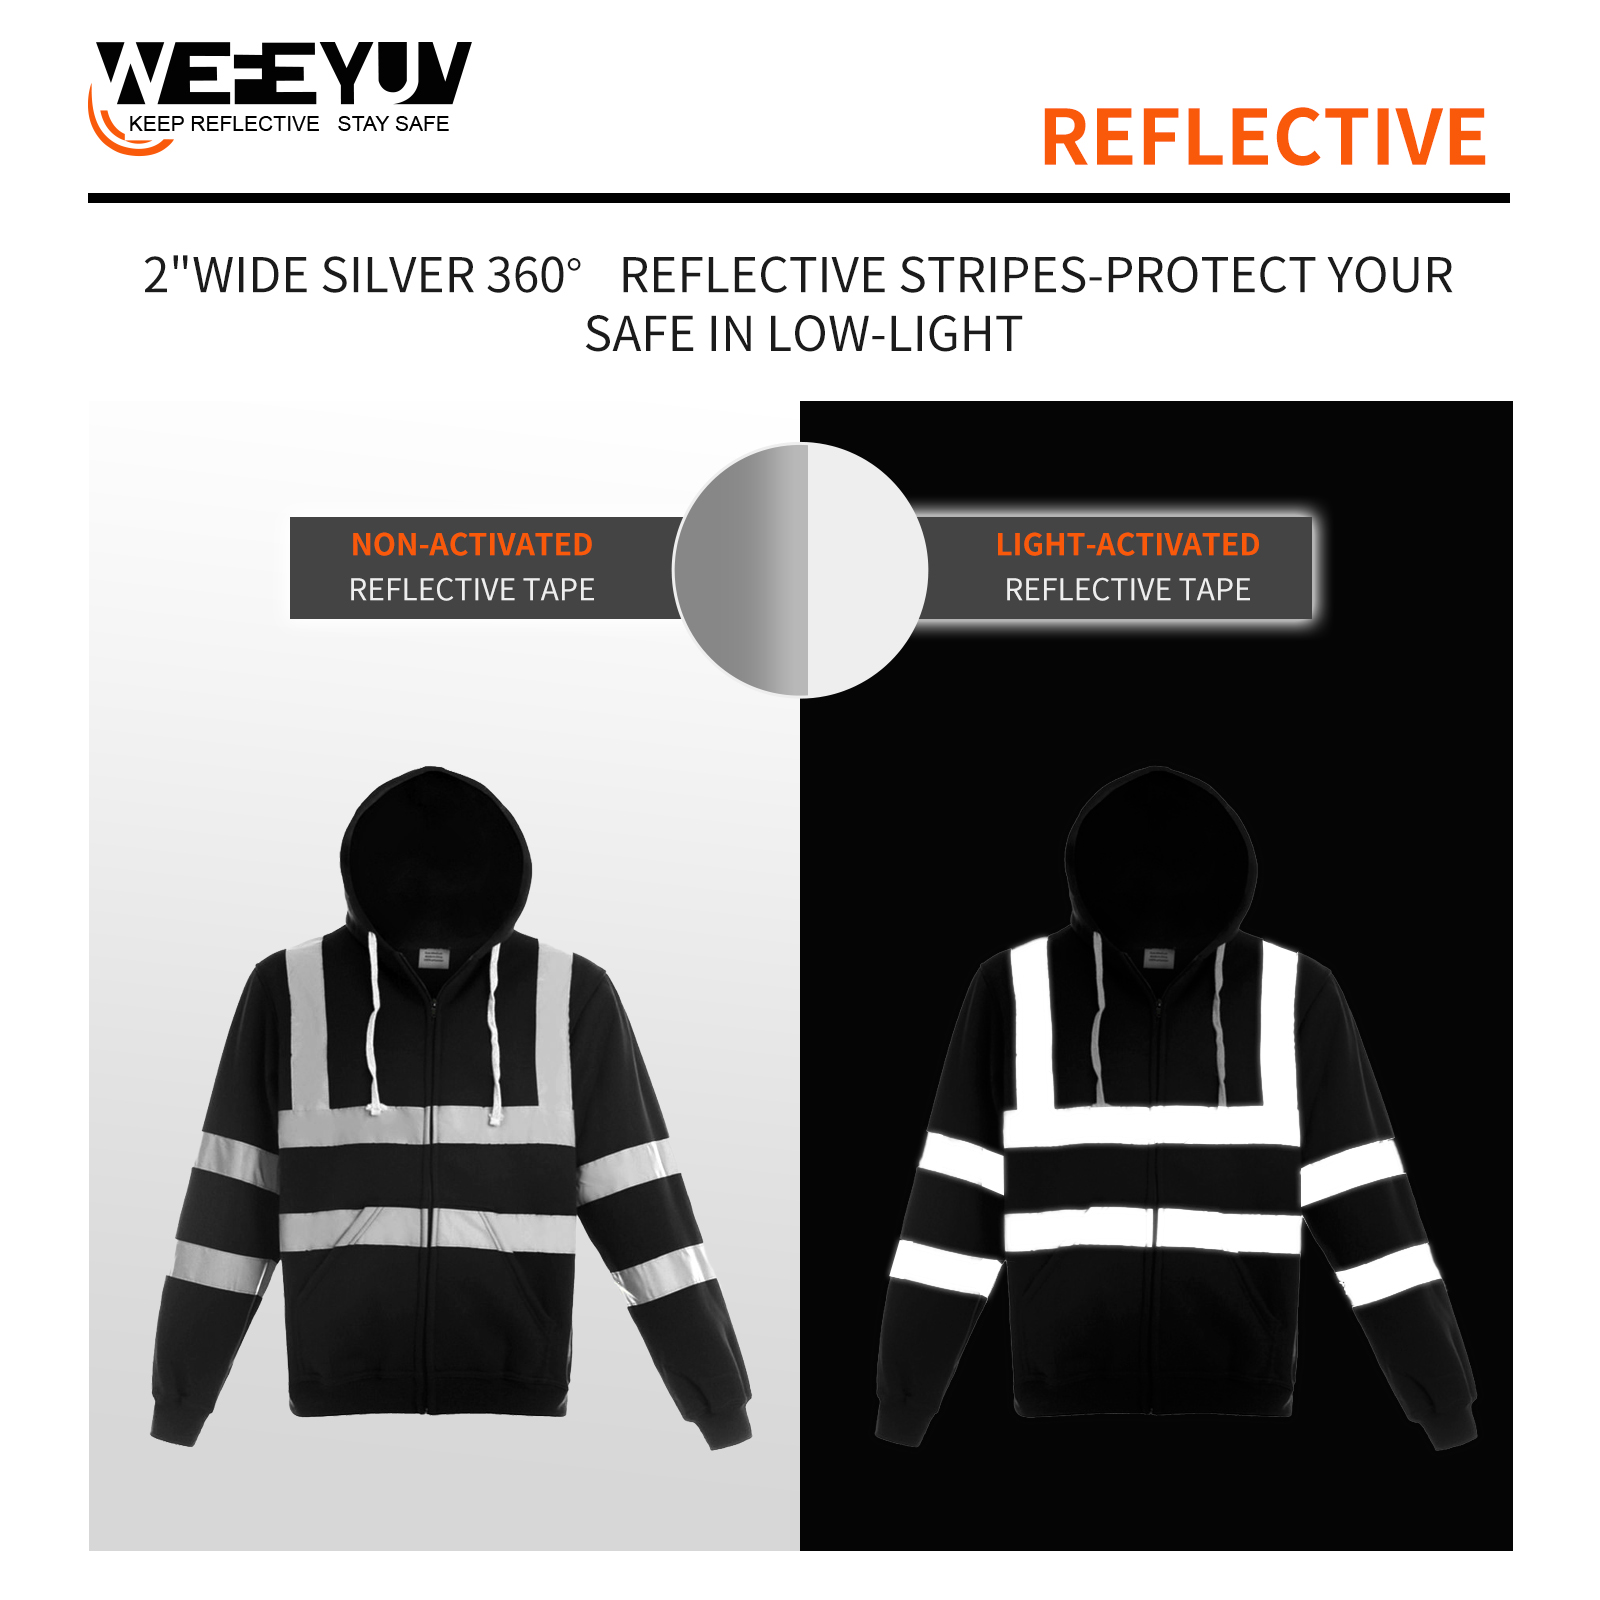 WEFEYUV
KEEP REFLECTIVE STAY SAFE
REFLECTIVE
2"WIDE SILVER 360° REFLECTIVE STRIPES-PROTECT YOUR
SAFE IN LOW-LIGHT
NON-ACTIVATED
REFLECTIVE TAPE
LIGHT-ACTIVATED
REFLECTIVE TAPE